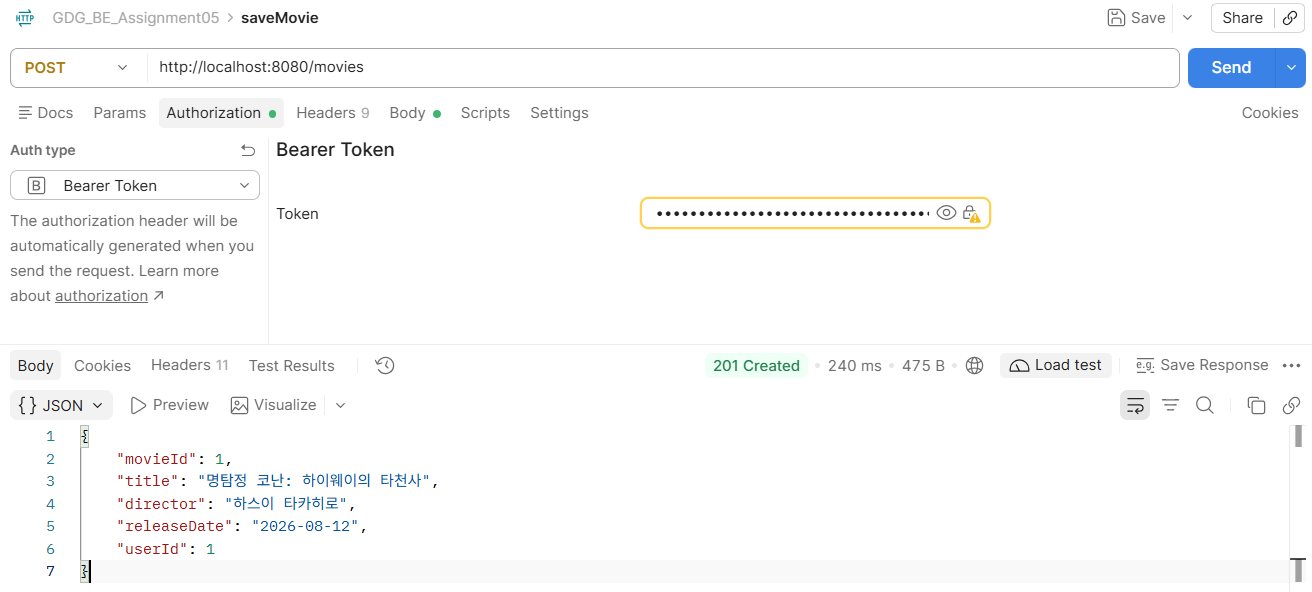 HTTP GDG_BE_Assignment05 > saveMovie Save Share
POST http://localhost:8080/movies Send
Docs Params Authorization Headers 9 Body Scripts Settings Cookies
Auth type
B Bearer Token
The authorization header will be
automatically generated when you
send the request. Learn more
about authorization ↗
Bearer Token
Token ••••••••••••••••••••••••••••••••
Body Cookies Headers 11 Test Results 201 Created • 240 ms • 475 B • Load test e.g. Save Response •••
{} JSON Preview Visualize
1 {
2 "movieId": 1,
3 "title": "명탐정 코난: 하이웨이의 타천사",
4 "director": "하스이 타카히로",
5 "releaseDate": "2026-08-12",
6 "userId": 1
7 }